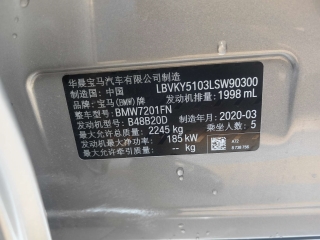 华晨宝马汽车有限公司制造
制造国: 中国 LBVKY5103LSW90300
品牌: 宝马(BMW)牌 发动机排量: 1998 mL
整车型号: BMW7201FN
发动机型号: B48B20D 制造年月: 2020-03
最大允许总质量: 2245 kg 乘坐人数: 5
发动机最大净功率: 185 kW
最大允许牵引质量: -- kg